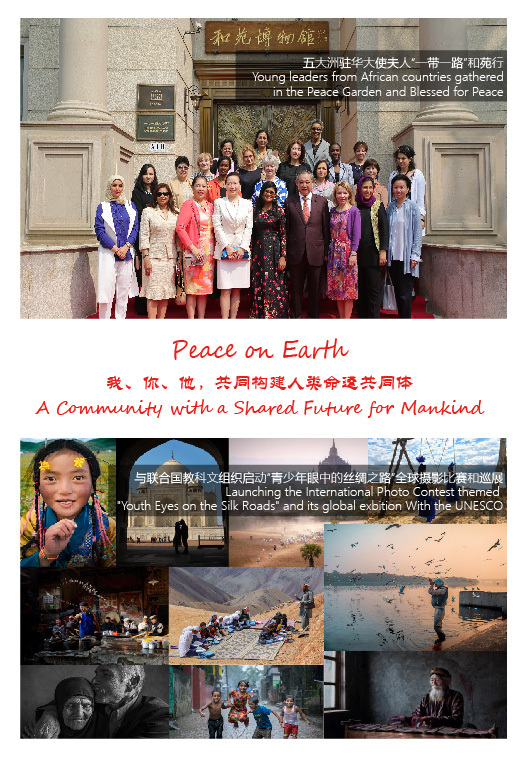 和苑博物馆
五大洲驻华大使夫人"一带一路"和苑行
Young leaders from African countries gathered
in the Peace Garden and Blessed for Peace
Peace on Earth
我、你、他，共同构建人类命运共同体
A Community with a Shared Future for Mankind
与联合国教科文组织启动"青少年眼中的丝绸之路"全球摄影比赛和巡展
Launching the International Photo Contest themed
"Youth Eyes on the Silk Roads" and its global exbition With the UNESCO